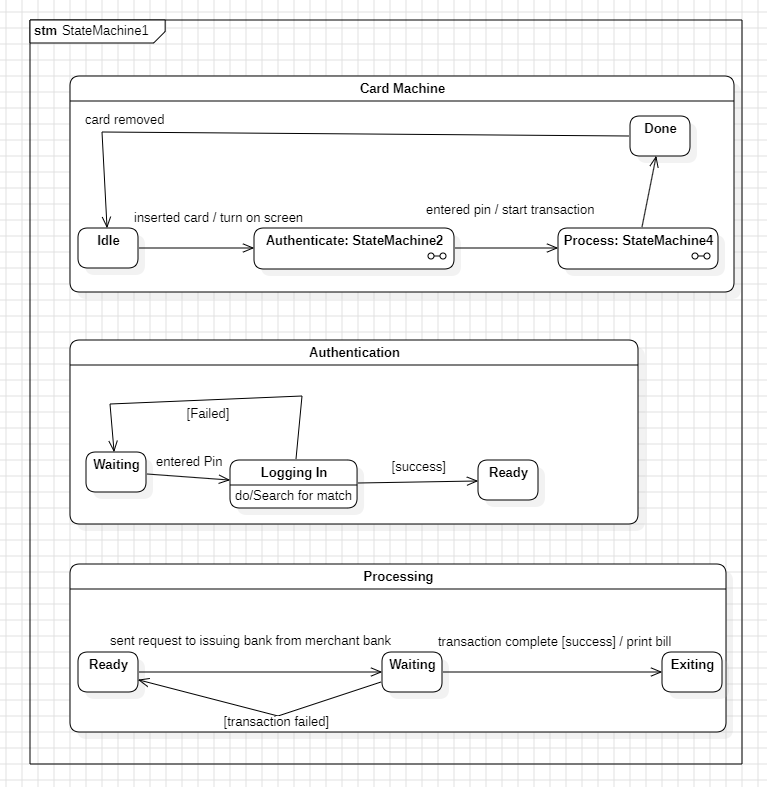 stm StateMachine1
Card Machine
card removed
Done
inserted card / turn on screen
entered pin / start transaction
Idle
Authenticate: StateMachine2
Process: StateMachine4
Authentication
[Failed]
Waiting
entered Pin
Logging In
do/Search for match
[success]
Ready
Processing
sent request to issuing bank from merchant bank
transaction complete [success] / print bill
Ready
Waiting
Exiting
[transaction failed]